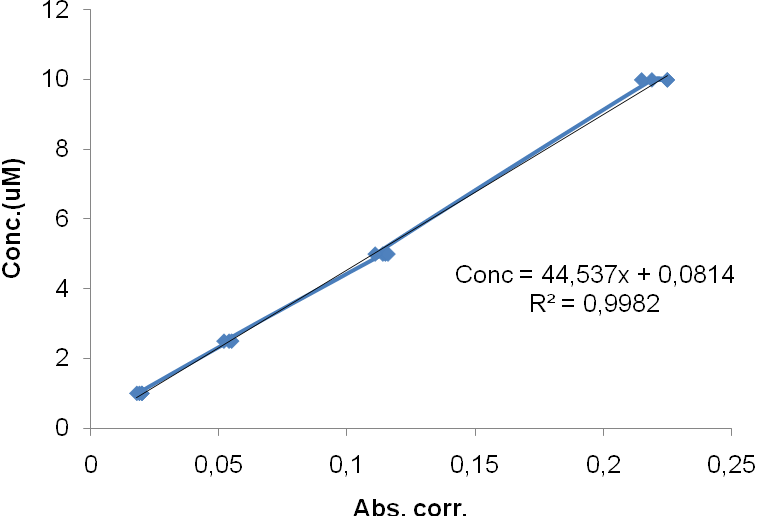 12
10
8
6
4
2
0
Conc.(uM)
Conc = 44,537x + 0,0814
R² = 0,9982
0 0,05 0,1 0,15 0,2 0,25
Abs. corr.